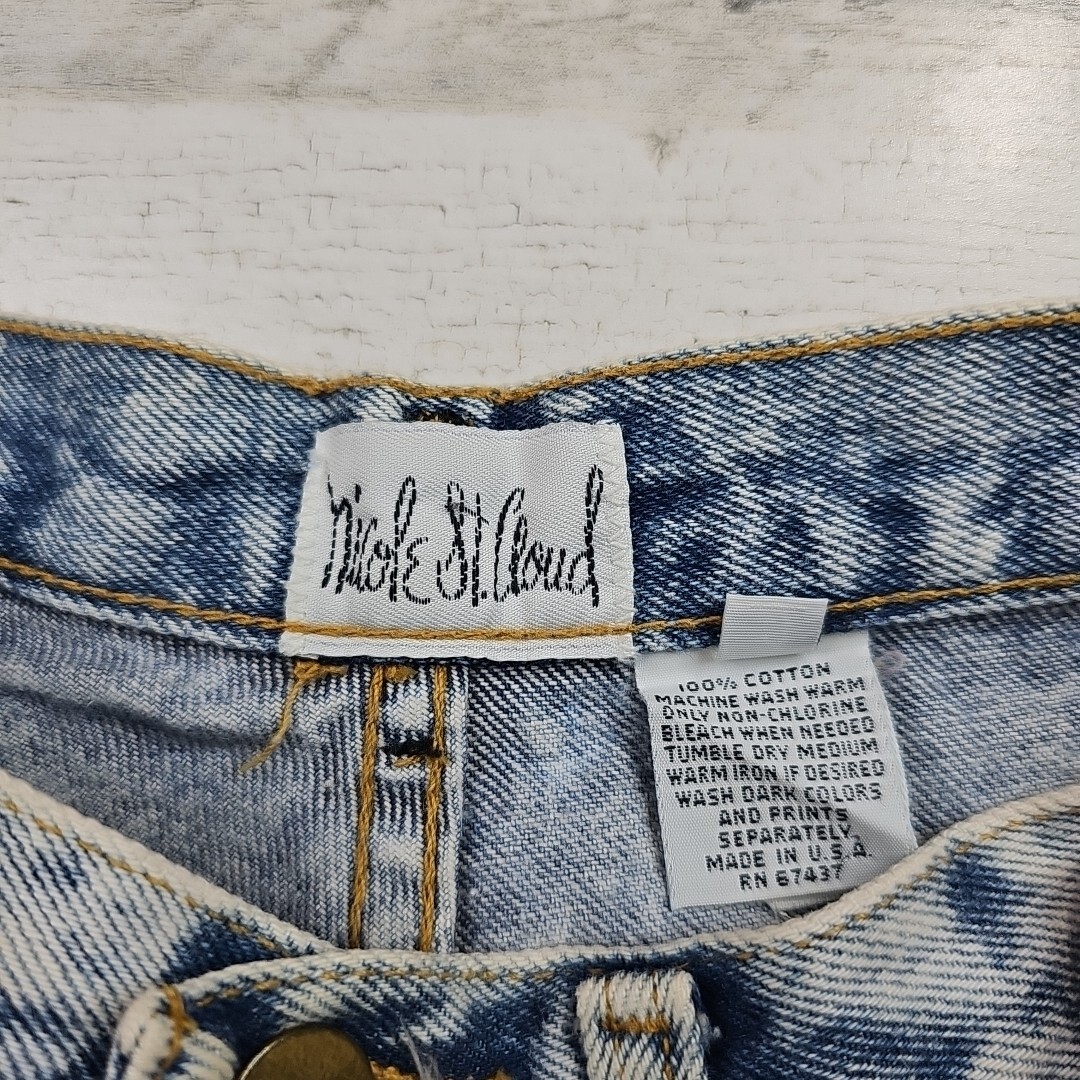 Nicole St. Cloud
100% COTTON
MACHINE WASH WARM
ONLY NON-CHLORINE
BLEACH WHEN NEEDED
TUMBLE DRY MEDIUM
WARM IRON IF DESIRED
WASH DARK COLORS
AND PRINTS
SEPARATELY.
MADE IN U.S.A.
RN 67437